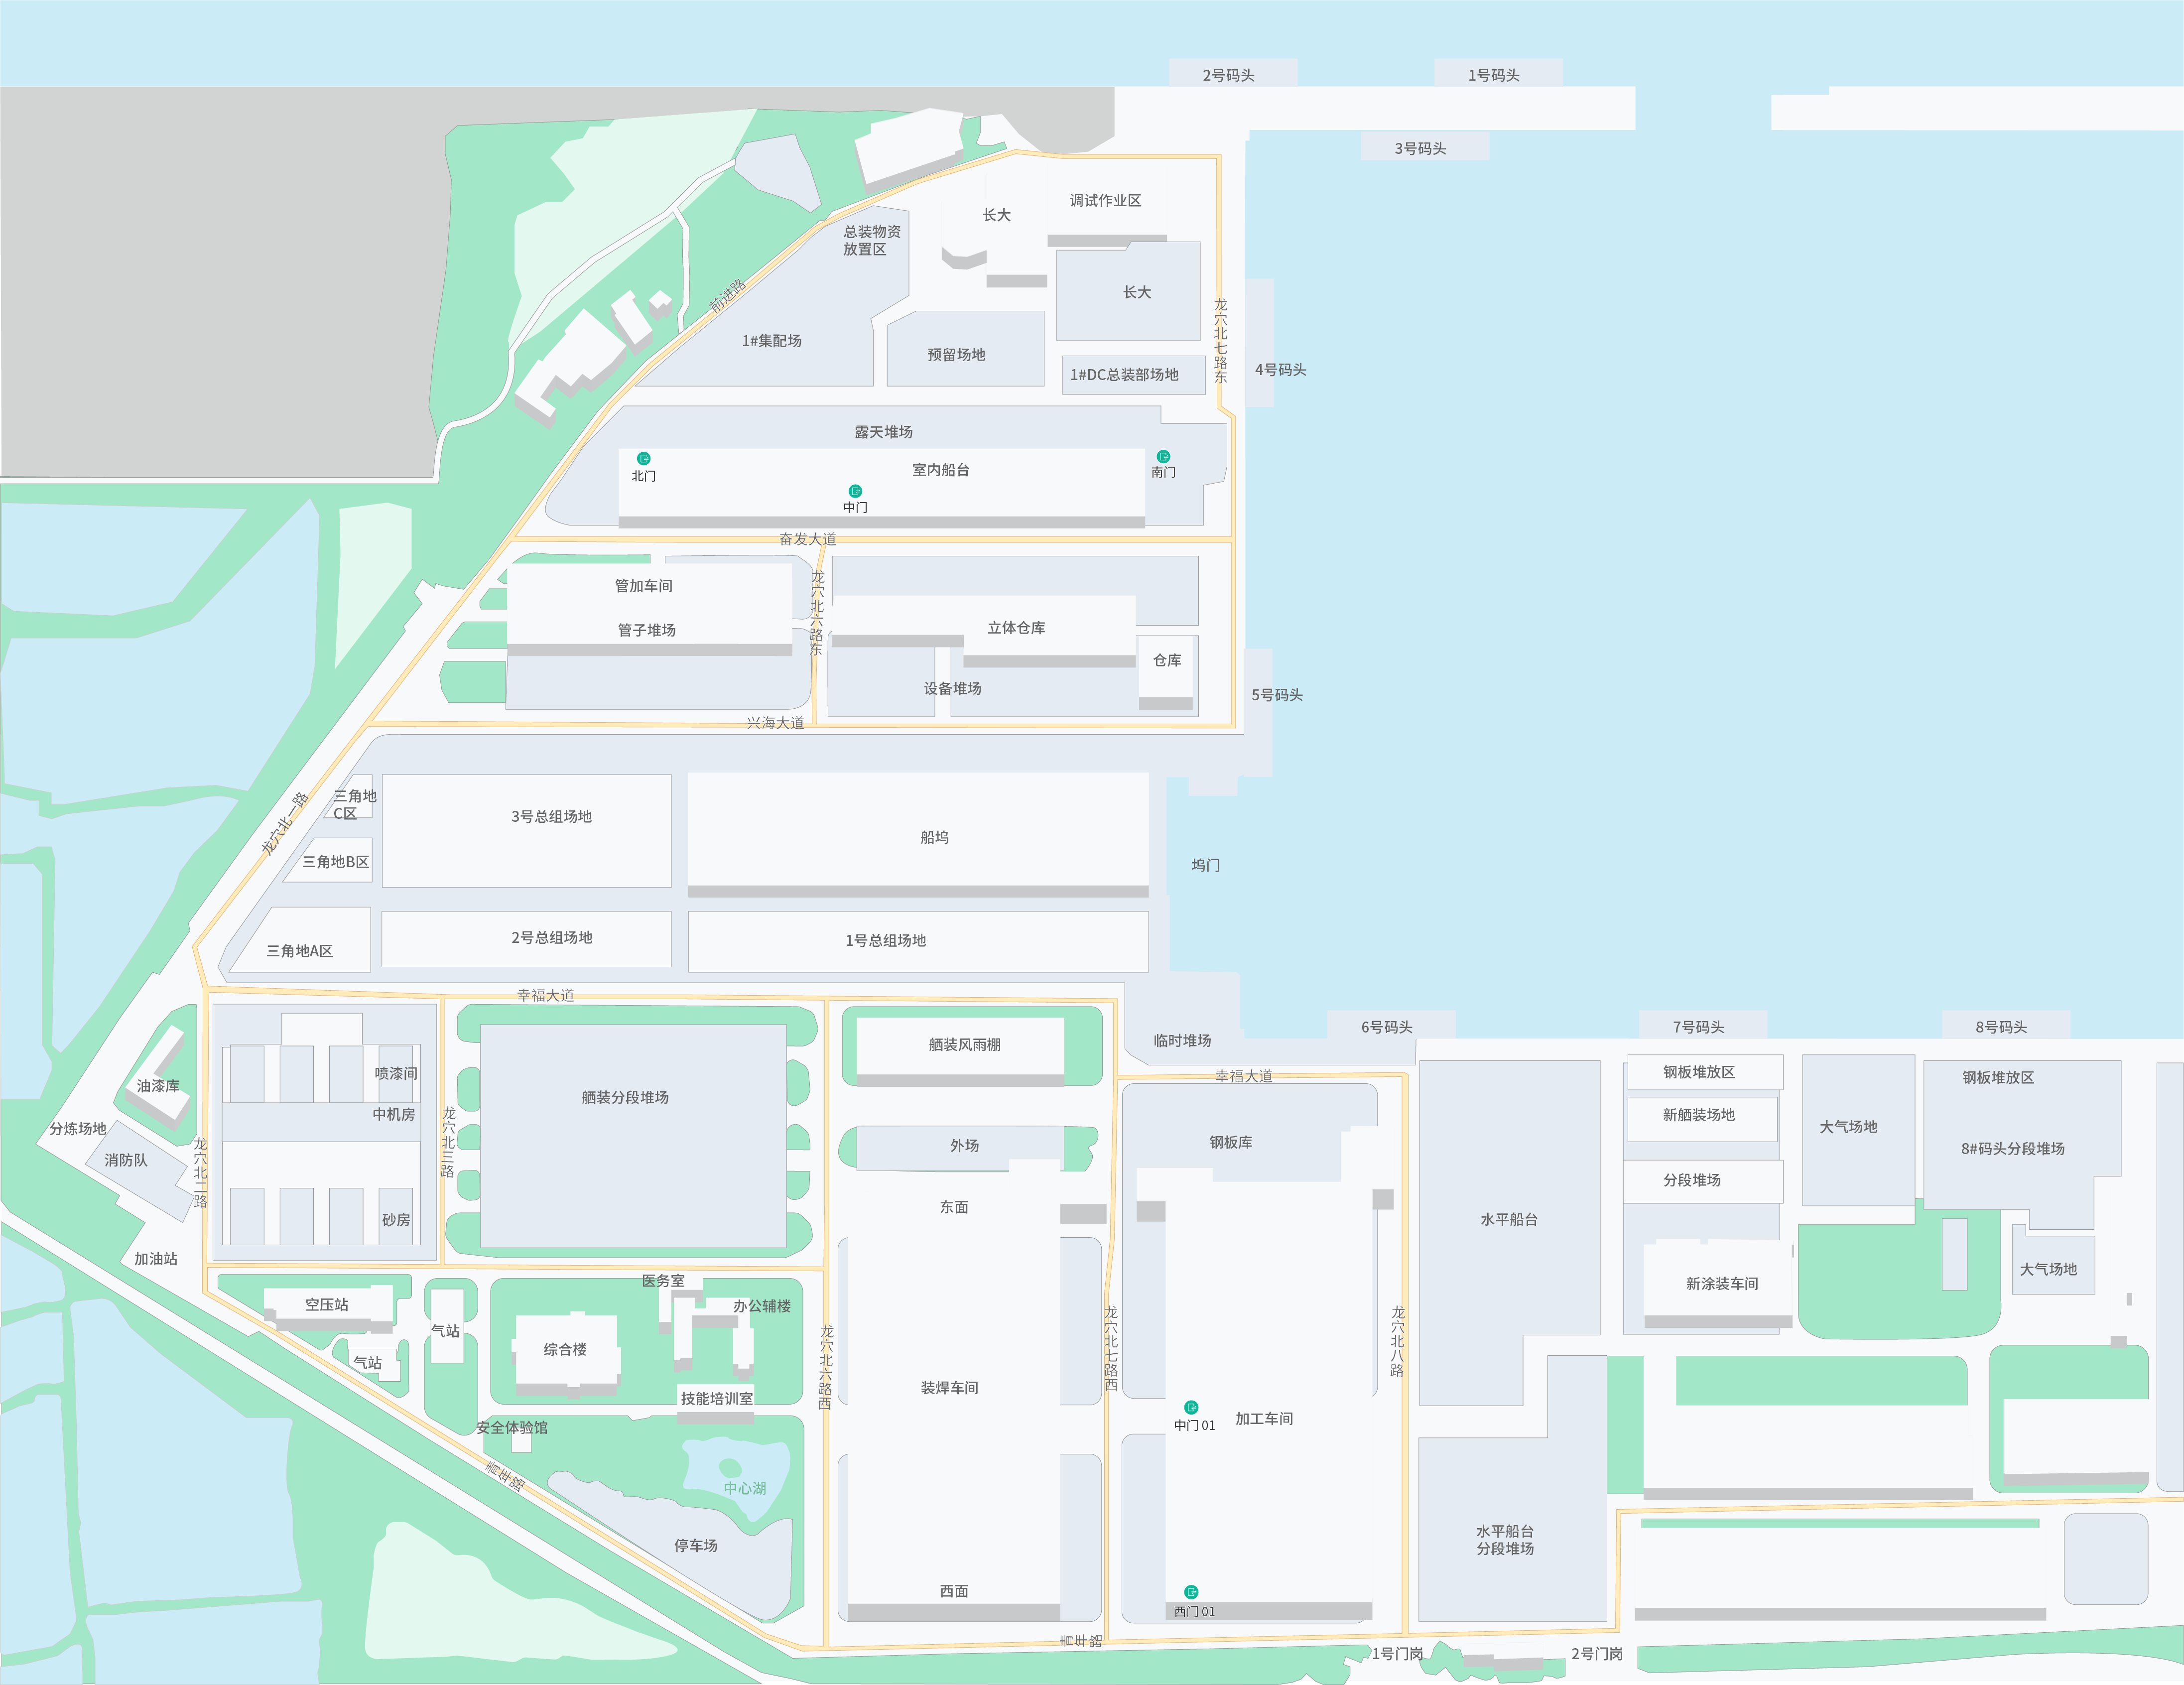 2号码头
1号码头
3号码头
调试作业区
长大
总装物资
放置区
前进路
长大
龙穴北七路东
1#集配场
预留场地
4号码头
1#DC总装部场地
露天堆场
室内船台
北门
南门
中门
奋发大道
管加车间
龙穴北六路东
管子堆场
立体仓库
仓库
设备堆场
5号码头
兴海大道
三角地
C区
龙穴北一路
3号总组场地
船坞
三角地B区
坞门
2号总组场地
1号总组场地
三角地A区
幸福大道
6号码头
7号码头
8号码头
临时堆场
舾装风雨棚
喷漆间
幸福大道
钢板堆放区
钢板堆放区
油漆库
舾装分段堆场
中机房
新舾装场地
分炼场地
龙穴北三路
大气场地
外场
钢板库
8#码头分段堆场
消防队
龙穴北二路
分段堆场
东面
砂房
水平船台
加油站
大气场地
医务室
新涂装车间
空压站
办公辅楼
气站
综合楼
龙穴北六路西
龙穴北七路西
龙穴北八路
气站
装焊车间
技能培训室
中门 01
加工车间
安全体验馆
青年路
中心湖
水平船台
分段堆场
停车场
西面
西门 01
青年路
1号门岗
2号门岗